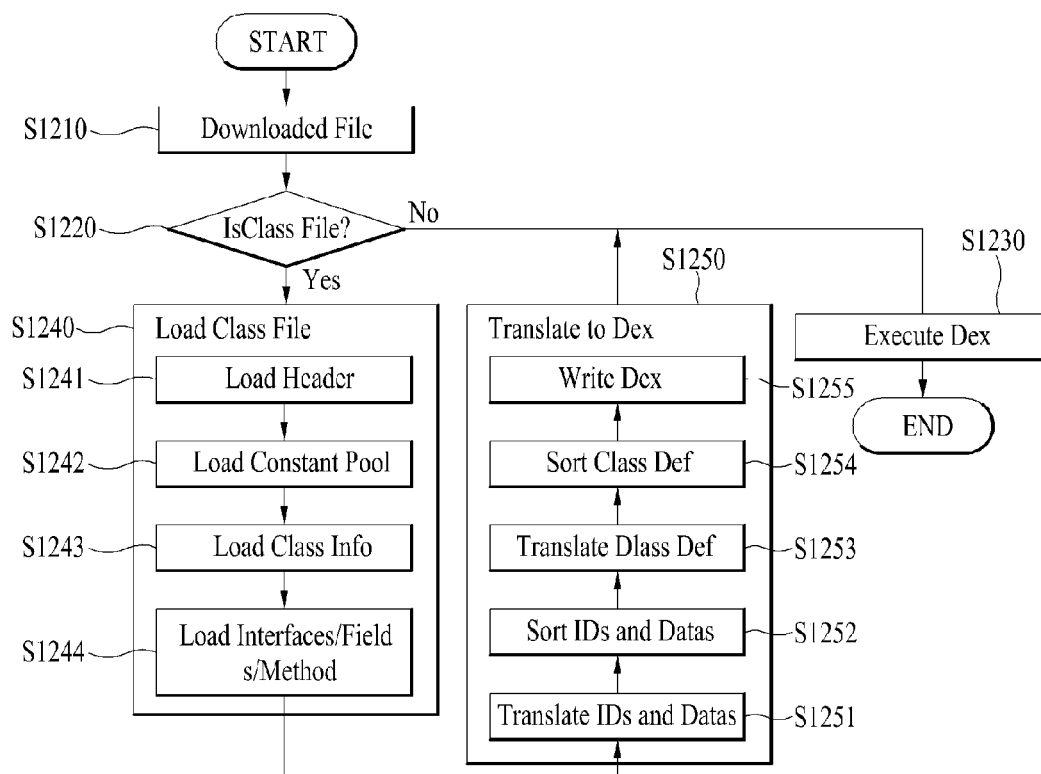 START
S1210
Downloaded File
S1220
IsClass File?
No
Yes
S1230
Execute Dex
END
S1240
Load Class File
S1241
Load Header
S1242
Load Constant Pool
S1243
Load Class Info
S1244
Load Interfaces/Field
s/Method
S1250
Translate to Dex
Write Dex
S1255
Sort Class Def
S1254
Translate Dlass Def
S1253
Sort IDs and Datas
S1252
Translate IDs and Datas
S1251